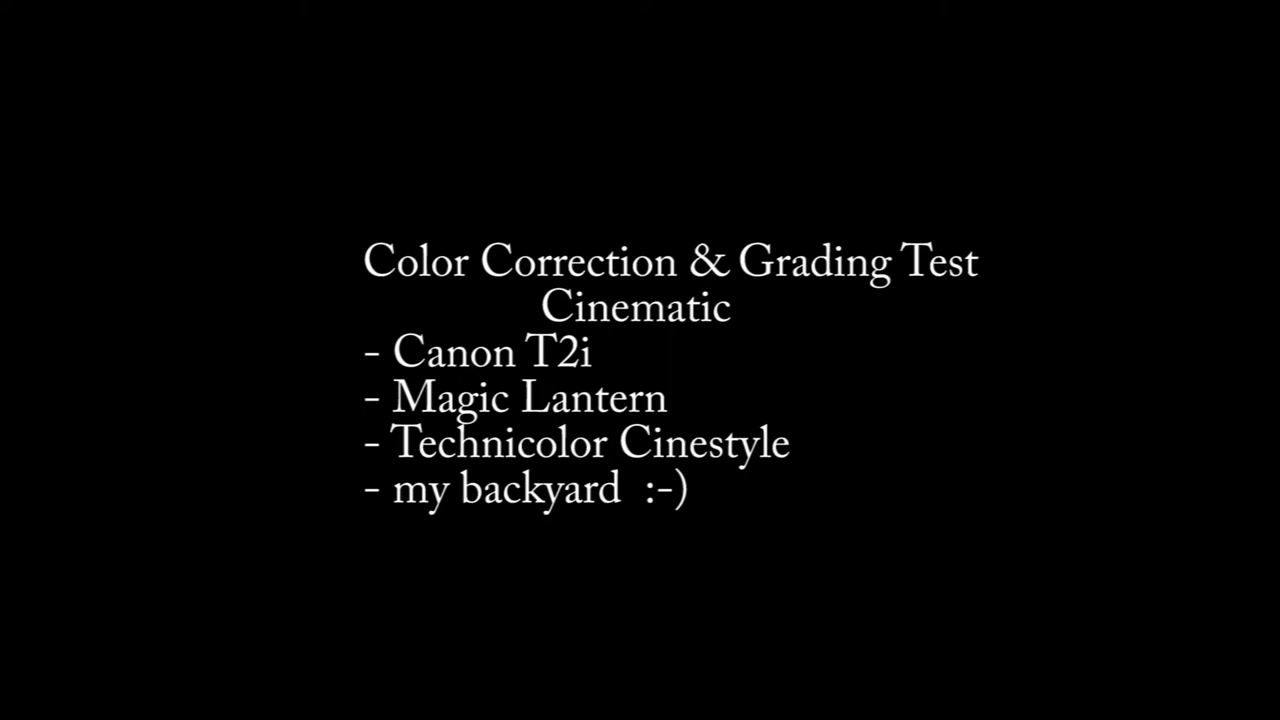 Color Correction & Grading Test
Cinematic
- Canon T2i
- Magic Lantern
- Technicolor Cinestyle
- my backyard  :-)